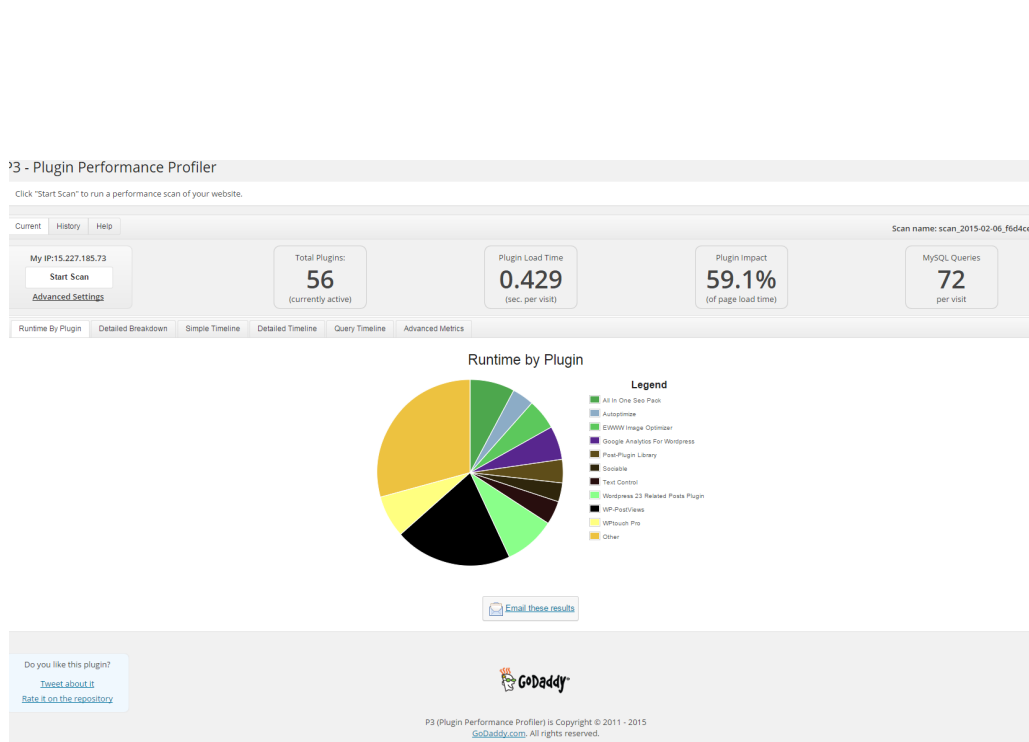 P3 - Plugin Performance Profiler
Click "Start Scan" to run a performance scan of your website.
Current History Help
Scan name: scan_2015-02-06_f6d4ce
My IP:15.227.185.73
Start Scan
Advanced Settings
Total Plugins:
56
(currently active)
Plugin Load Time
0.429
(sec. per visit)
Plugin Impact
59.1%
(of page load time)
MySQL Queries
72
per visit
Runtime By Plugin Detailed Breakdown Simple Timeline Detailed Timeline Query Timeline Advanced Metrics
Runtime by Plugin
Legend
All In One Seo Pack
Autoptimize
EWWW Image Optimizer
Google Analytics For Wordpress
Post-Plugin Library
Sociable
Text Control
Wordpress 23 Related Posts Plugin
WP-PostViews
WPtouch Pro
Other
Email these results
Do you like this plugin?
Tweet about it
Rate it on the repository
GoDaddy™
P3 (Plugin Performance Profiler) is Copyright © 2011 - 2015
GoDaddy.com. All rights reserved.